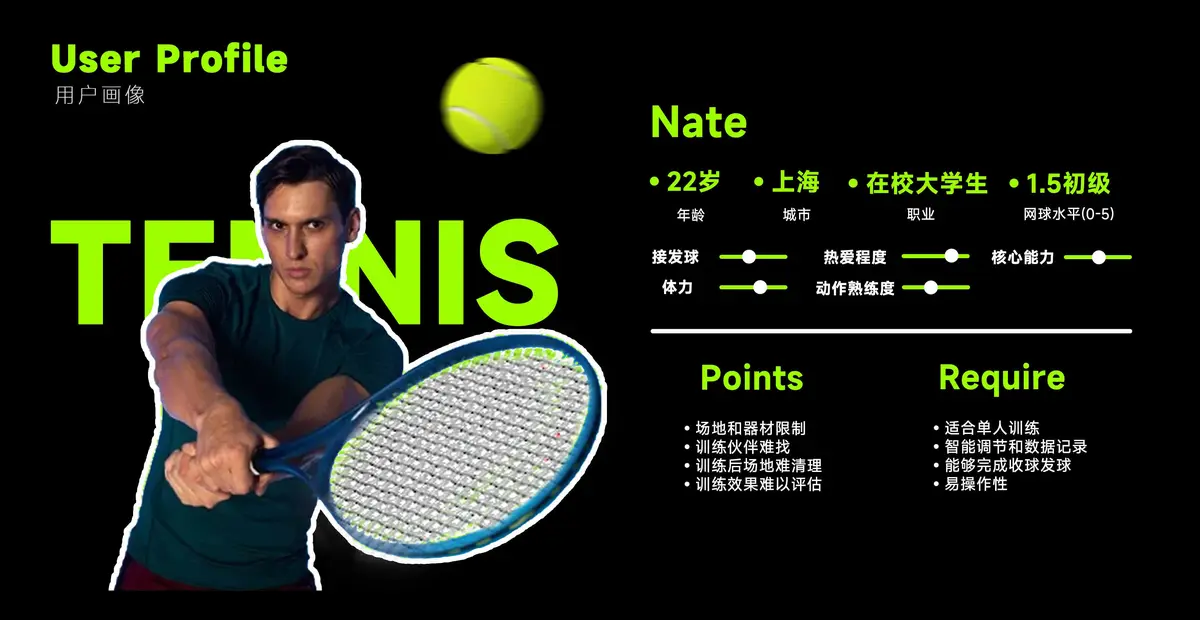 User Profile
用户画像
TENNIS
Nate
• 22岁 • 上海 • 在校大学生 • 1.5初级
年龄 城市 职业 网球水平(0-5)
接发球 热爱程度 核心能力
体力 动作熟练度
Points
• 场地和器材限制
• 训练伙伴难找
• 训练后场地难清理
• 训练效果难以评估
Require
• 适合单人训练
• 智能调节和数据记录
• 能够完成收球发球
• 易操作性